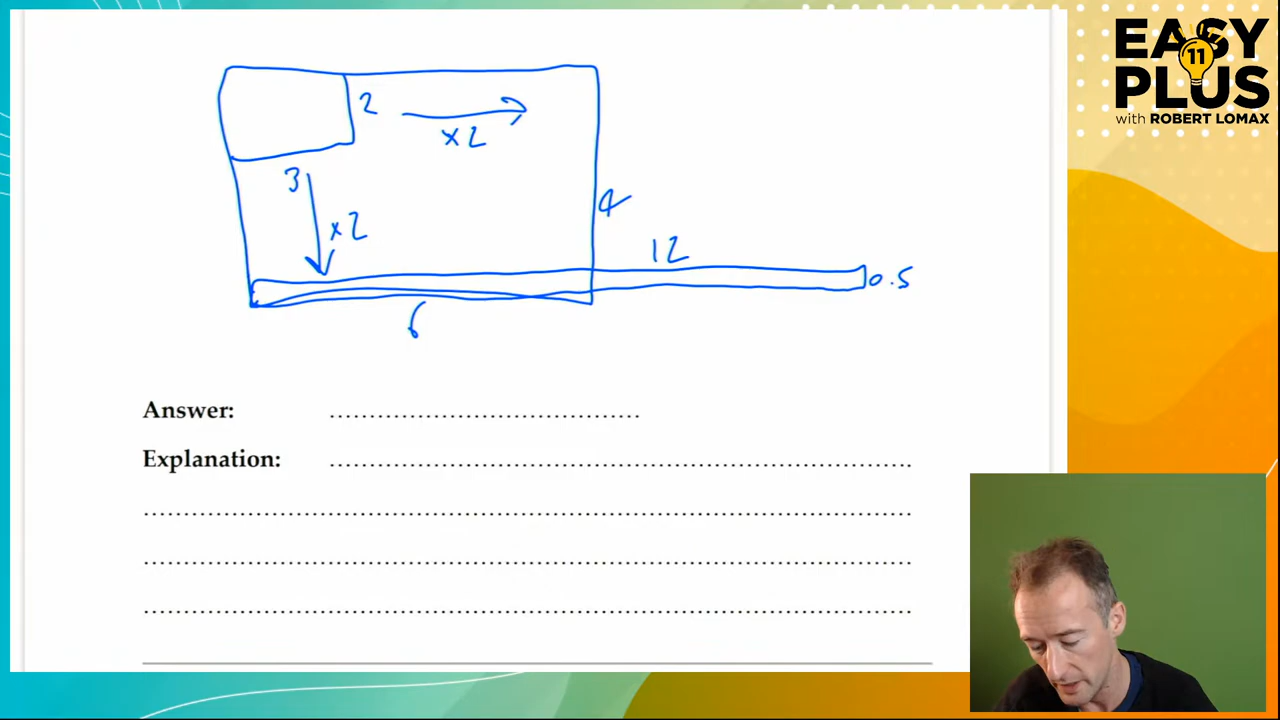 EASY
11
PLUS
with ROBERT LOMAX
2
×2
3
×2
4
12
0.5
6
Answer: ........................................
Explanation: ..........................................................................
..................................................................................................
..................................................................................................
..................................................................................................